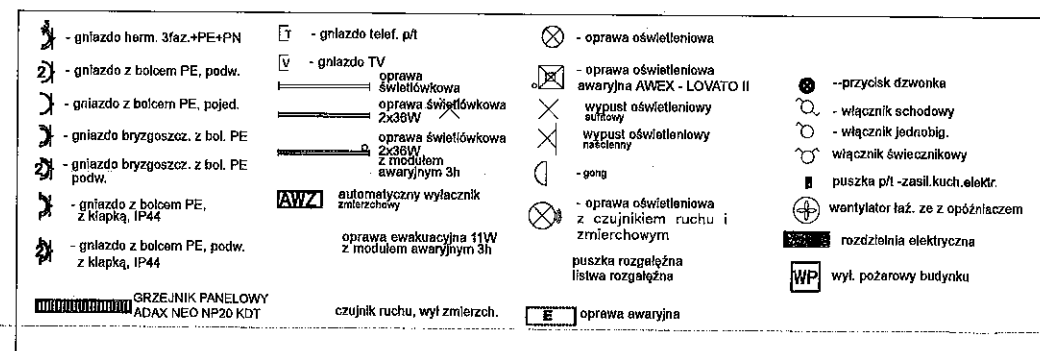 - gniazdo herm. 3faz.+PE+PN
2 - gniazdo z bolcem PE, podw.
- gniazdo z bolcem PE, pojed.
- gniazdo bryzgoszcz. z bol. PE
2 - gniazdo bryzgoszcz. z bol. PE
podw.
- gniazdo z bolcem PE,
z klapką, IP44
2 - gniazdo z bolcem PE, podw.
z klapką, IP44
GRZEJNIK PANELOWY
ADAX NEO NP20 KDT
T - gniazdo telef. p/t
V - gniazdo TV
oprawa
świetlówkowa
oprawa świetlówkowa
2x36W
oprawa świetlówkowa
2x36W
z modułem
awaryjnym 3h
AWZ automatyczny wyłacznik
zmierzchowy
oprawa ewakuacyjna 11W
z modułem awaryjnym 3h
czujnik ruchu, wył zmierzch.
- oprawa oświetleniowa
- oprawa oświetleniowa
awaryjna AWEX - LOVATO II
wypust oświetleniowy
sufitowy
wypust oświetleniowy
naścienny
- gong
- oprawa oświetleniowa
z czujnikiem ruchu i
zmierchowym
puszka rozgałęźna
listwa rozgałęźna
E oprawa awaryjna
--przycisk dzwonka
- włącznik schodowy
- włącznik jednobieg.
włącznik świecznikowy
puszka p/t -zasil.kuch.elektr.
wentylator łaź. ze z opóźniaczem
rozdzielnia elektryczna
WP wył. pożarowy budynku